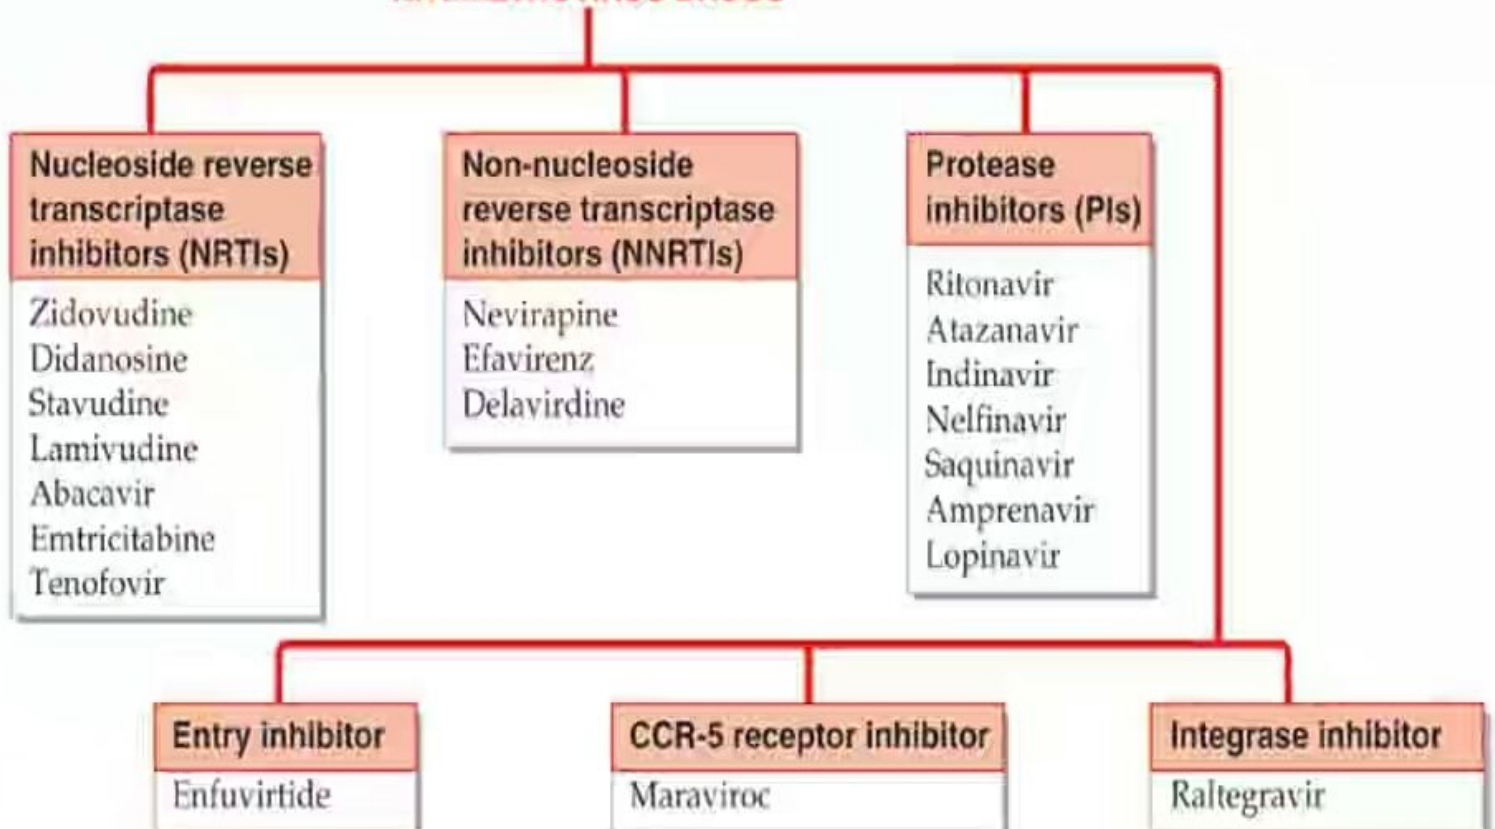 Nucleoside reverse
transcriptase
inhibitors (NRTIs)
Zidovudine
Didanosine
Stavudine
Lamivudine
Abacavir
Emtricitabine
Tenofovir
Non-nucleoside
reverse transcriptase
inhibitors (NNRTIs)
Nevirapine
Efavirenz
Delavirdine
Protease
inhibitors (PIs)
Ritonavir
Atazanavir
Indinavir
Nelfinavir
Saquinavir
Amprenavir
Lopinavir
Entry inhibitor
Enfuvirtide
CCR-5 receptor inhibitor
Maraviroc
Integrase inhibitor
Raltegravir